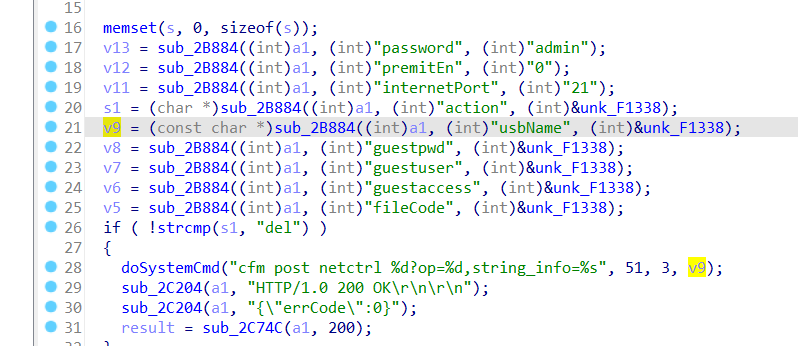 15
16 memset(s, 0, sizeof(s));
17 v13 = sub_2B884((int)a1, (int)"password", (int)"admin");
18 v12 = sub_2B884((int)a1, (int)"premitEn", (int)"0");
19 v11 = sub_2B884((int)a1, (int)"internetPort", (int)"21");
20 s1 = (char *)sub_2B884((int)a1, (int)"action", (int)&unk_F1338);
21 v9 = (const char *)sub_2B884((int)a1, (int)"usbName", (int)&unk_F1338);
22 v8 = sub_2B884((int)a1, (int)"guestpwd", (int)&unk_F1338);
23 v7 = sub_2B884((int)a1, (int)"guestuser", (int)&unk_F1338);
24 v6 = sub_2B884((int)a1, (int)"guestaccess", (int)&unk_F1338);
25 v5 = sub_2B884((int)a1, (int)"fileCode", (int)&unk_F1338);
26 if ( !strcmp(s1, "del") )
27 {
28 doSystemCmd("cfm post netctrl %d?op=%d,string_info=%s", 51, 3, v9);
29 sub_2C204(a1, "HTTP/1.0 200 OK\r\n\r\n");
30 sub_2C204(a1, "{\"errCode\":0}");
31 result = sub_2C74C(a1, 200);
32 }